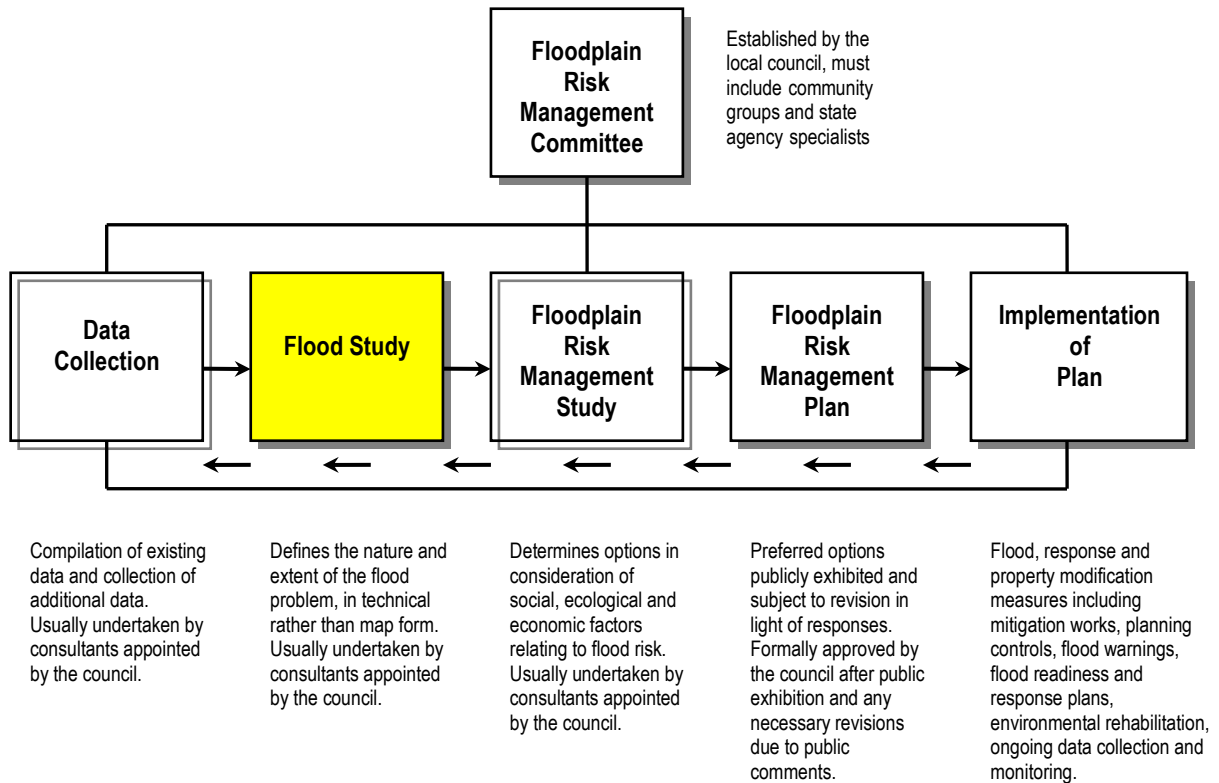 Floodplain
Risk
Management
Committee
Established by the
local council, must
include community
groups and state
agency specialists
Data
Collection
Flood Study
Floodplain
Risk
Management
Study
Floodplain
Risk
Management
Plan
Implementation
of
Plan
Compilation of existing
data and collection of
additional data.
Usually undertaken by
consultants appointed
by the council.
Defines the nature and
extent of the flood
problem, in technical
rather than map form.
Usually undertaken by
consultants appointed
by the council.
Determines options in
consideration of
social, ecological and
economic factors
relating to flood risk.
Usually undertaken by
consultants appointed
by the council.
Preferred options
publicly exhibited and
subject to revision in
light of responses.
Formally approved by
the council after public
exhibition and any
necessary revisions
due to public
comments.
Flood, response and
property modification
measures including
mitigation works, planning
controls, flood warnings,
flood readiness and
response plans,
environmental rehabilitation,
ongoing data collection and
monitoring.